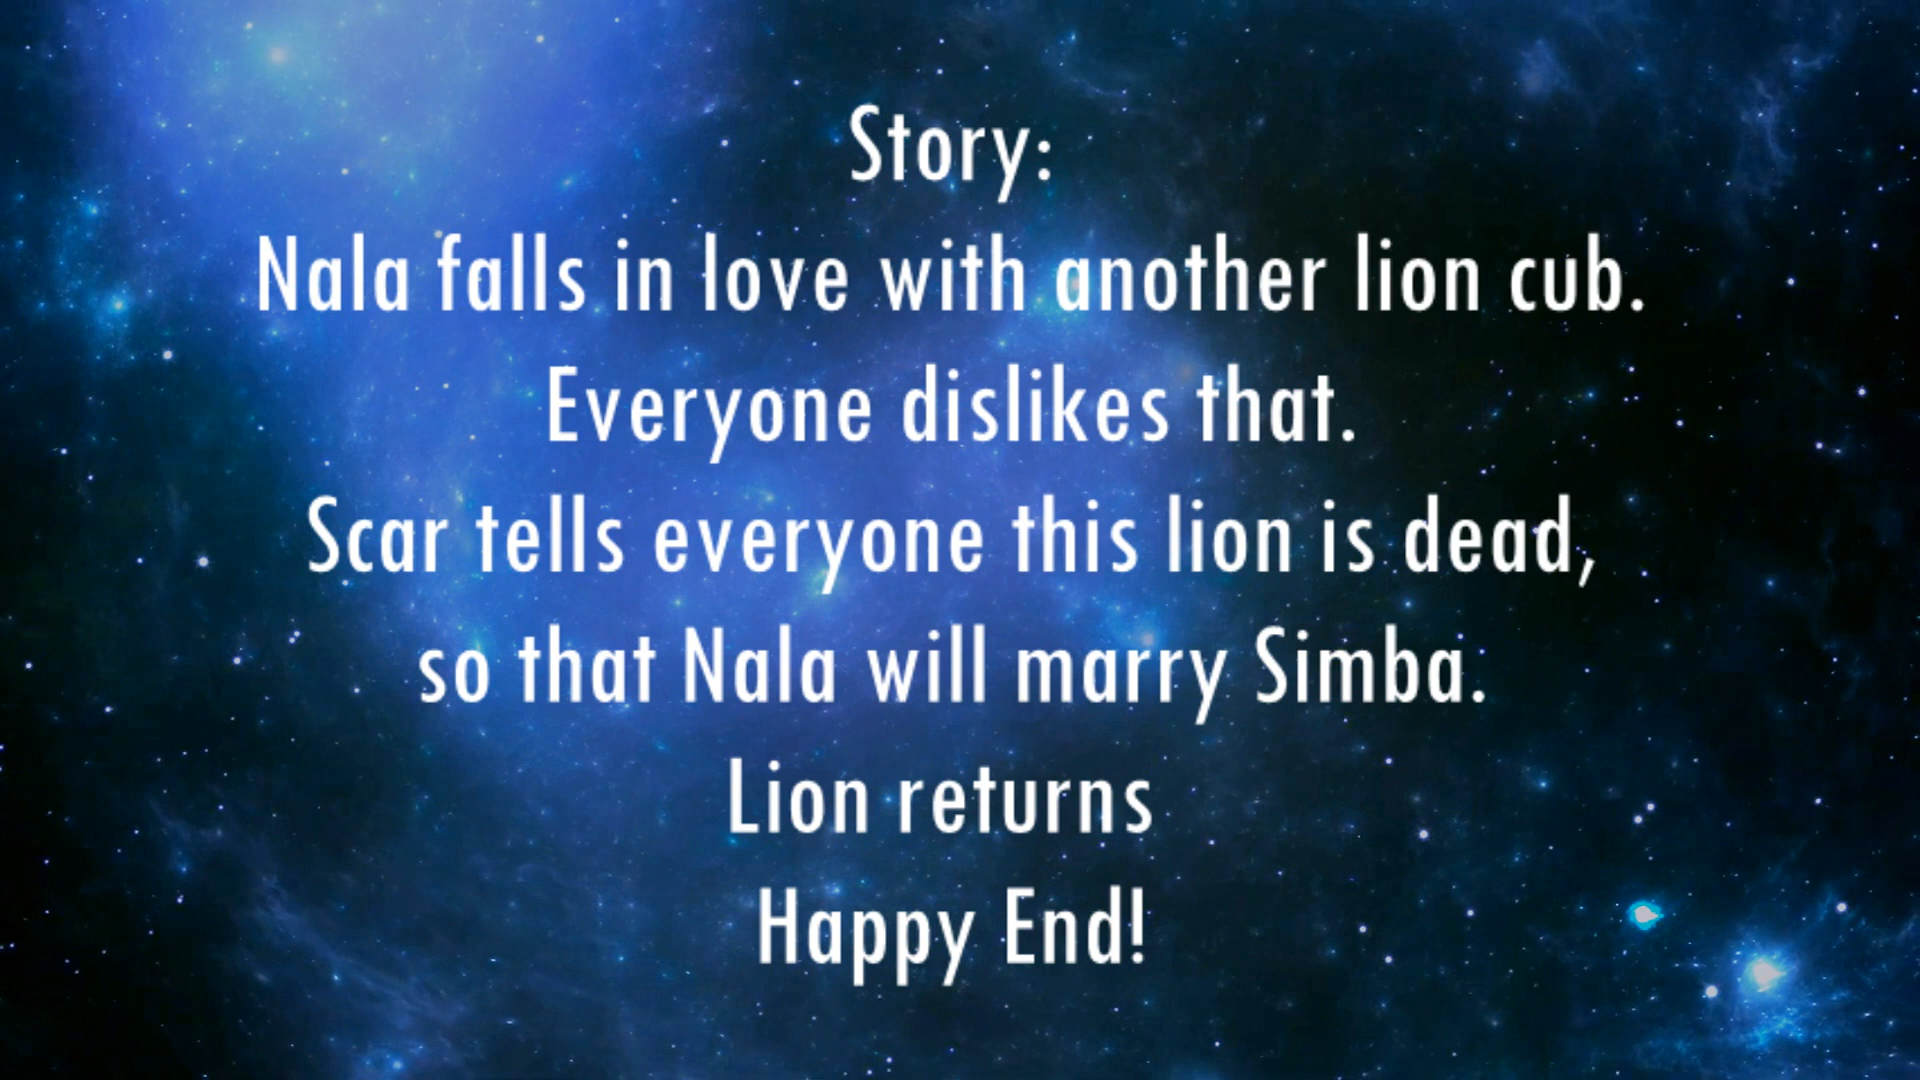 Story:
Nala falls in love with another lion cub.
Everyone dislikes that.
Scar tells everyone this lion is dead,
so that Nala will marry Simba.
Lion returns
Happy End!